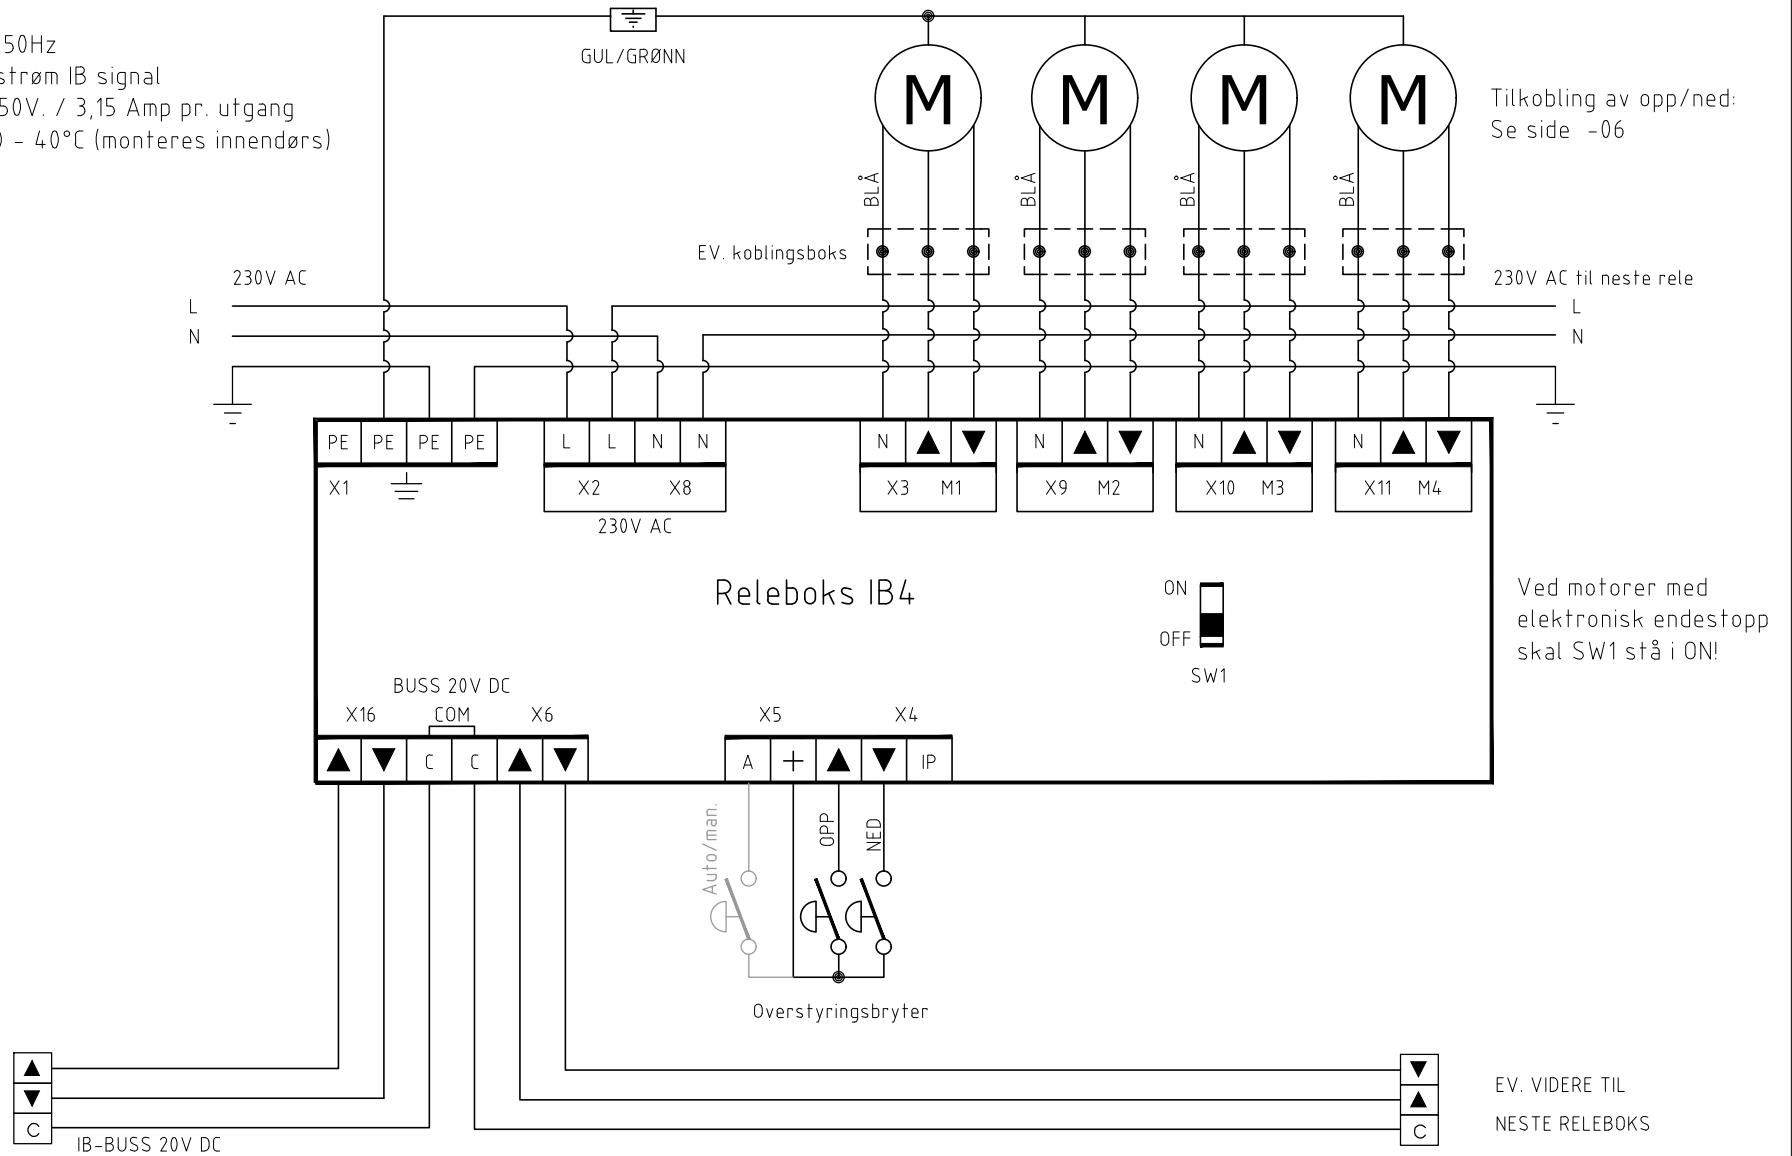 50Hz
strøm IB signal
50V. / 3,15 Amp pr. utgang
- 40°C (monteres innendørs)
GUL/GRØNN
M M M M
Tilkobling av opp/ned:
Se side -06
BLÅ BLÅ BLÅ BLÅ
EV. koblingsboks
230V AC
L
N
230V AC til neste rele
L
N
PE PE PE PE L L N N N ▲ ▼ N ▲ ▼ N ▲ ▼ N ▲ ▼
X1 X2 X8 X3 M1 X9 M2 X10 M3 X11 M4
230V AC
Releboks IB4
ON
OFF
SW1
Ved motorer med
elektronisk endestopp
skal SW1 stå i ON!
BUSS 20V DC
X16 COM X6 X5 X4
▲ ▼ C C ▲ ▼ A + ▲ ▼ IP
Auto/man.
OPP
NED
Overstyringsbryter
▲
▼
C
IB-BUSS 20V DC
▼
▲
C
EV. VIDERE TIL
NESTE RELEBOKS